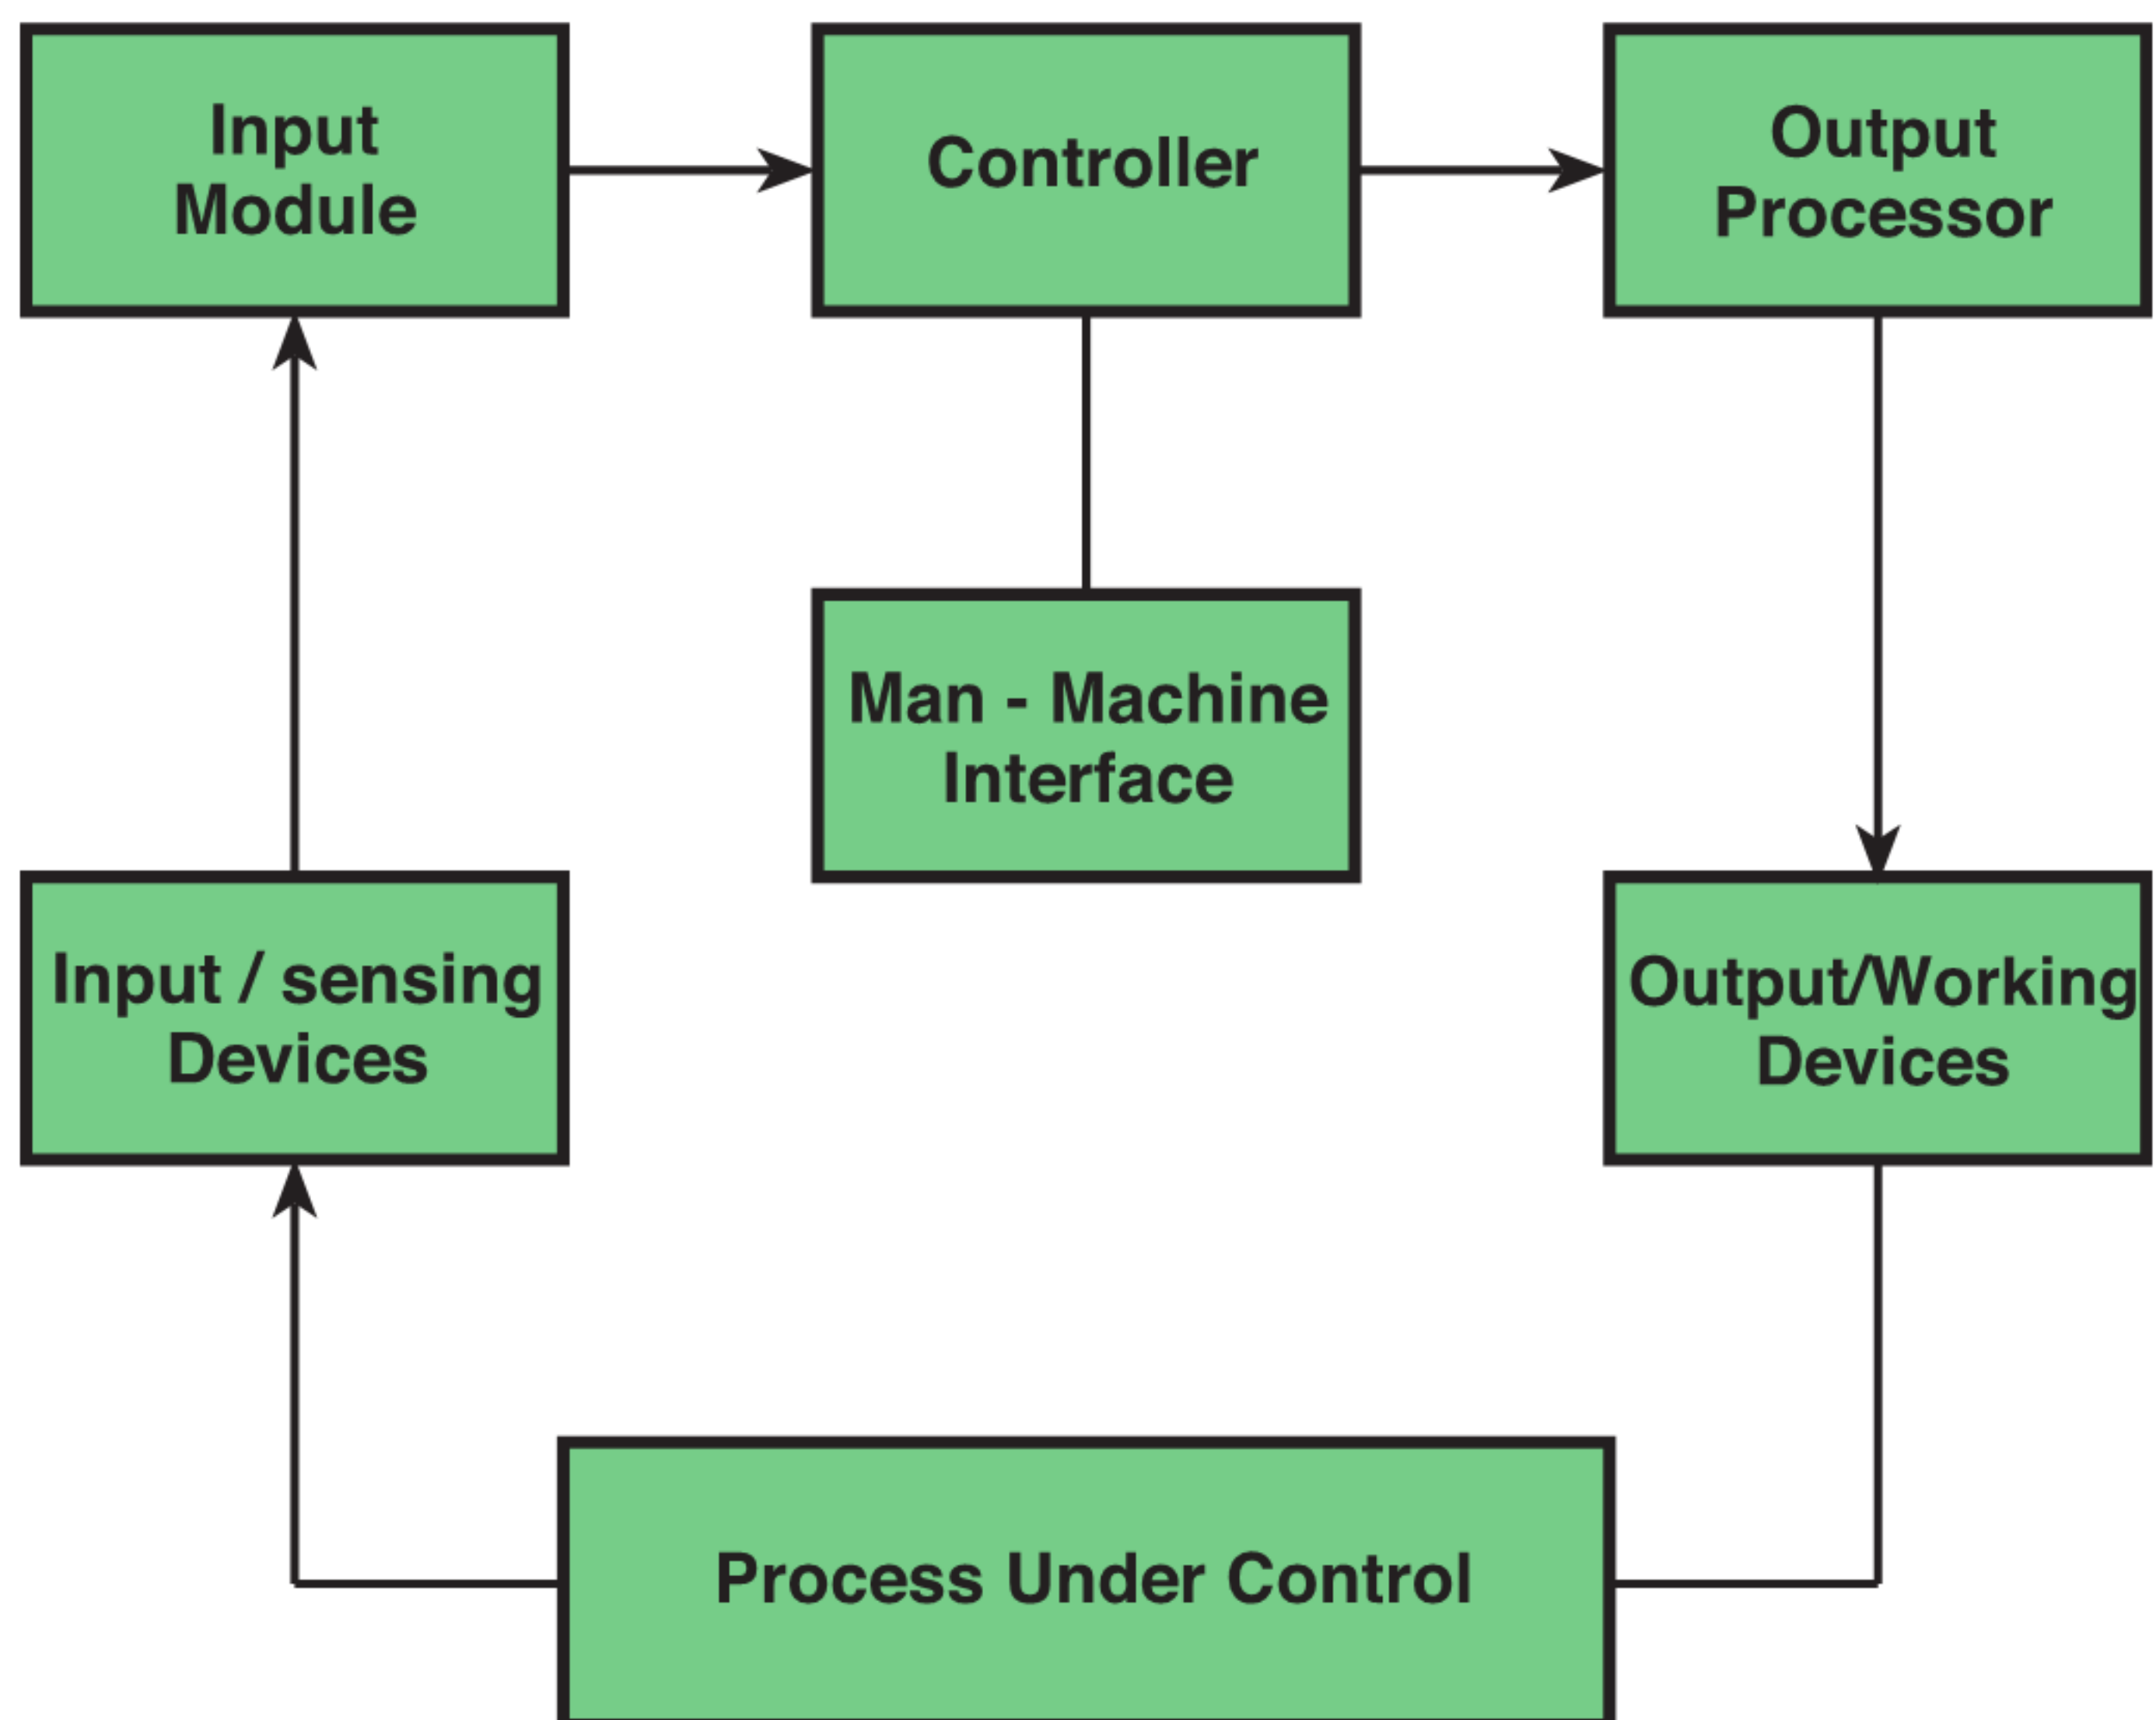 Input
Module
Controller
Output
Processor
Man - Machine
Interface
Input / sensing
Devices
Output/Working
Devices
Process Under Control